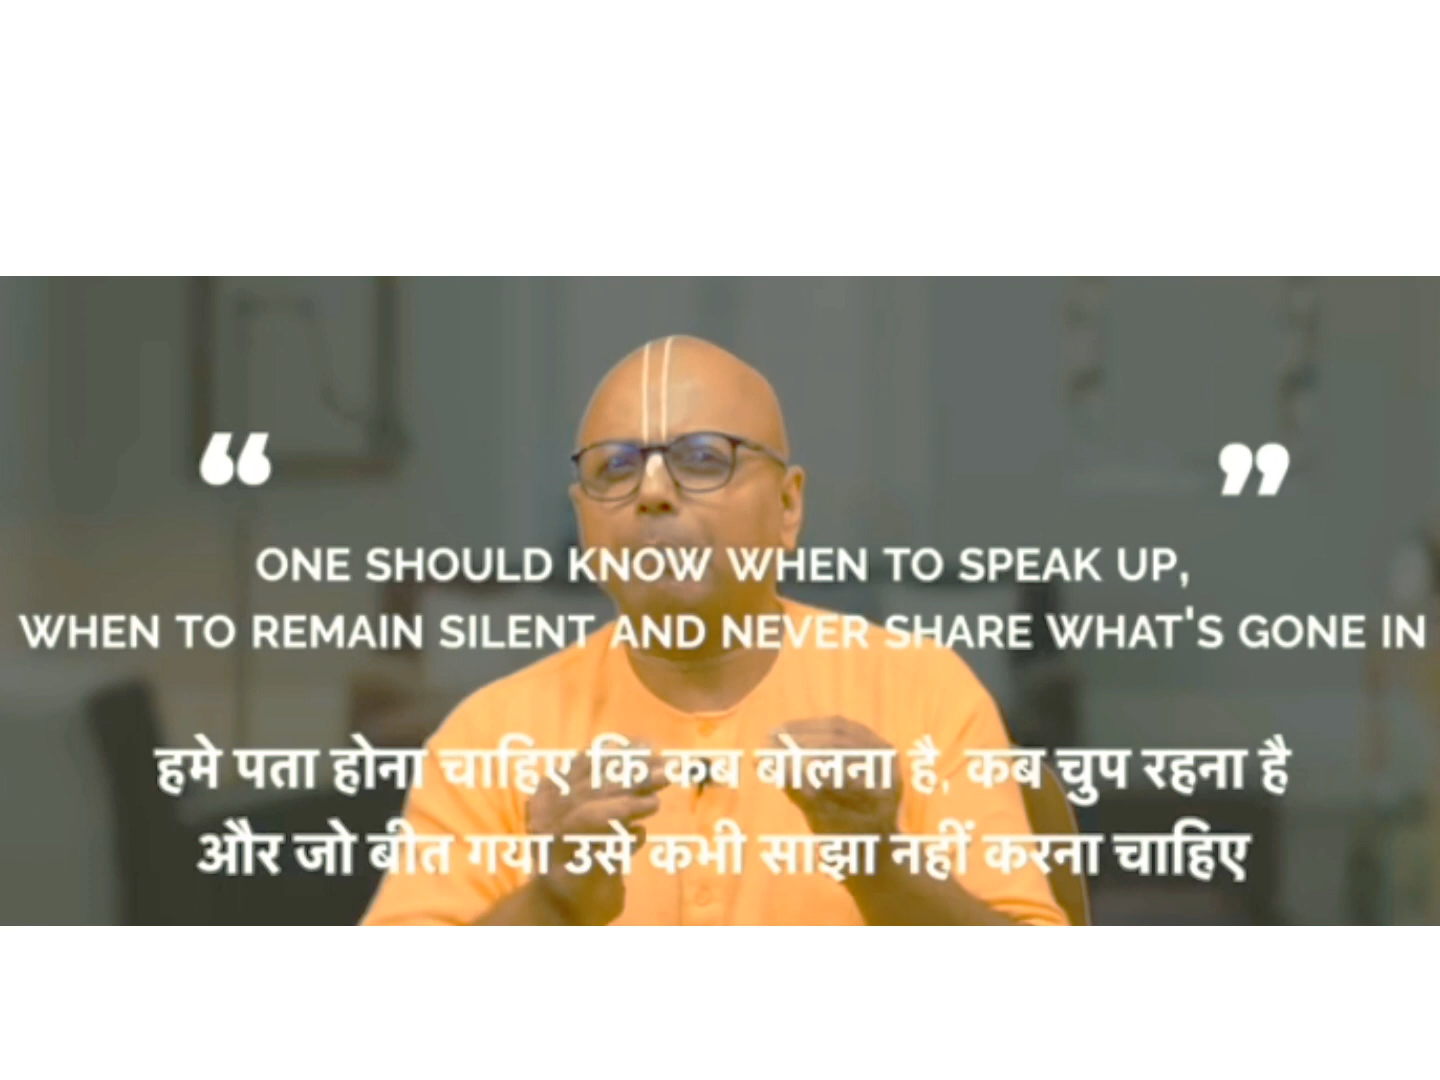 “ ”
ONE SHOULD KNOW WHEN TO SPEAK UP,
WHEN TO REMAIN SILENT AND NEVER SHARE WHAT'S GONE IN
हमे पता होना चाहिए कि कब बोलना है, कब चुप रहना है
और जो बीत गया उसे कभी साझा नहीं करना चाहिए